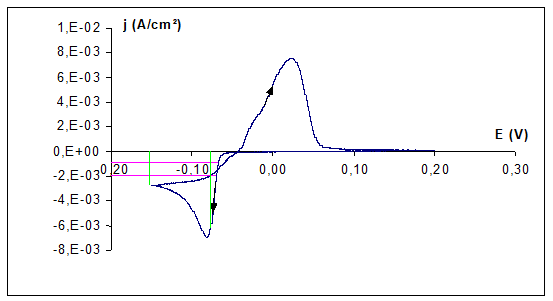 j (A/cm²)
1,E-02
8,E-03
6,E-03
4,E-03
2,E-03
E (V)
0,E+00
-0,20 -0,10 0,00 0,10 0,20 0,30
-2,E-03
-4,E-03
-6,E-03
-8,E-03